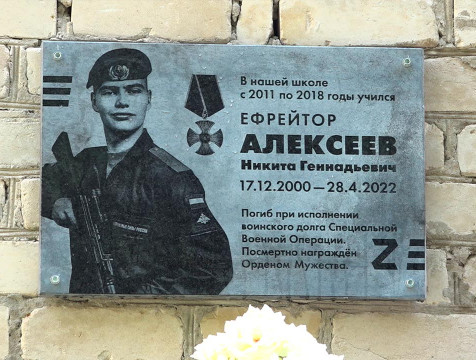 В нашей школе
с 2011 по 2018 годы учился
ЕФРЕЙТОР
АЛЕКСЕЕВ
Никита Геннадьевич
17.12.2000 — 28.4.2022
Погиб при исполнении
воинского долга Специальной
Военной Операции.
Посмертно награждён
Орденом Мужества.
Z